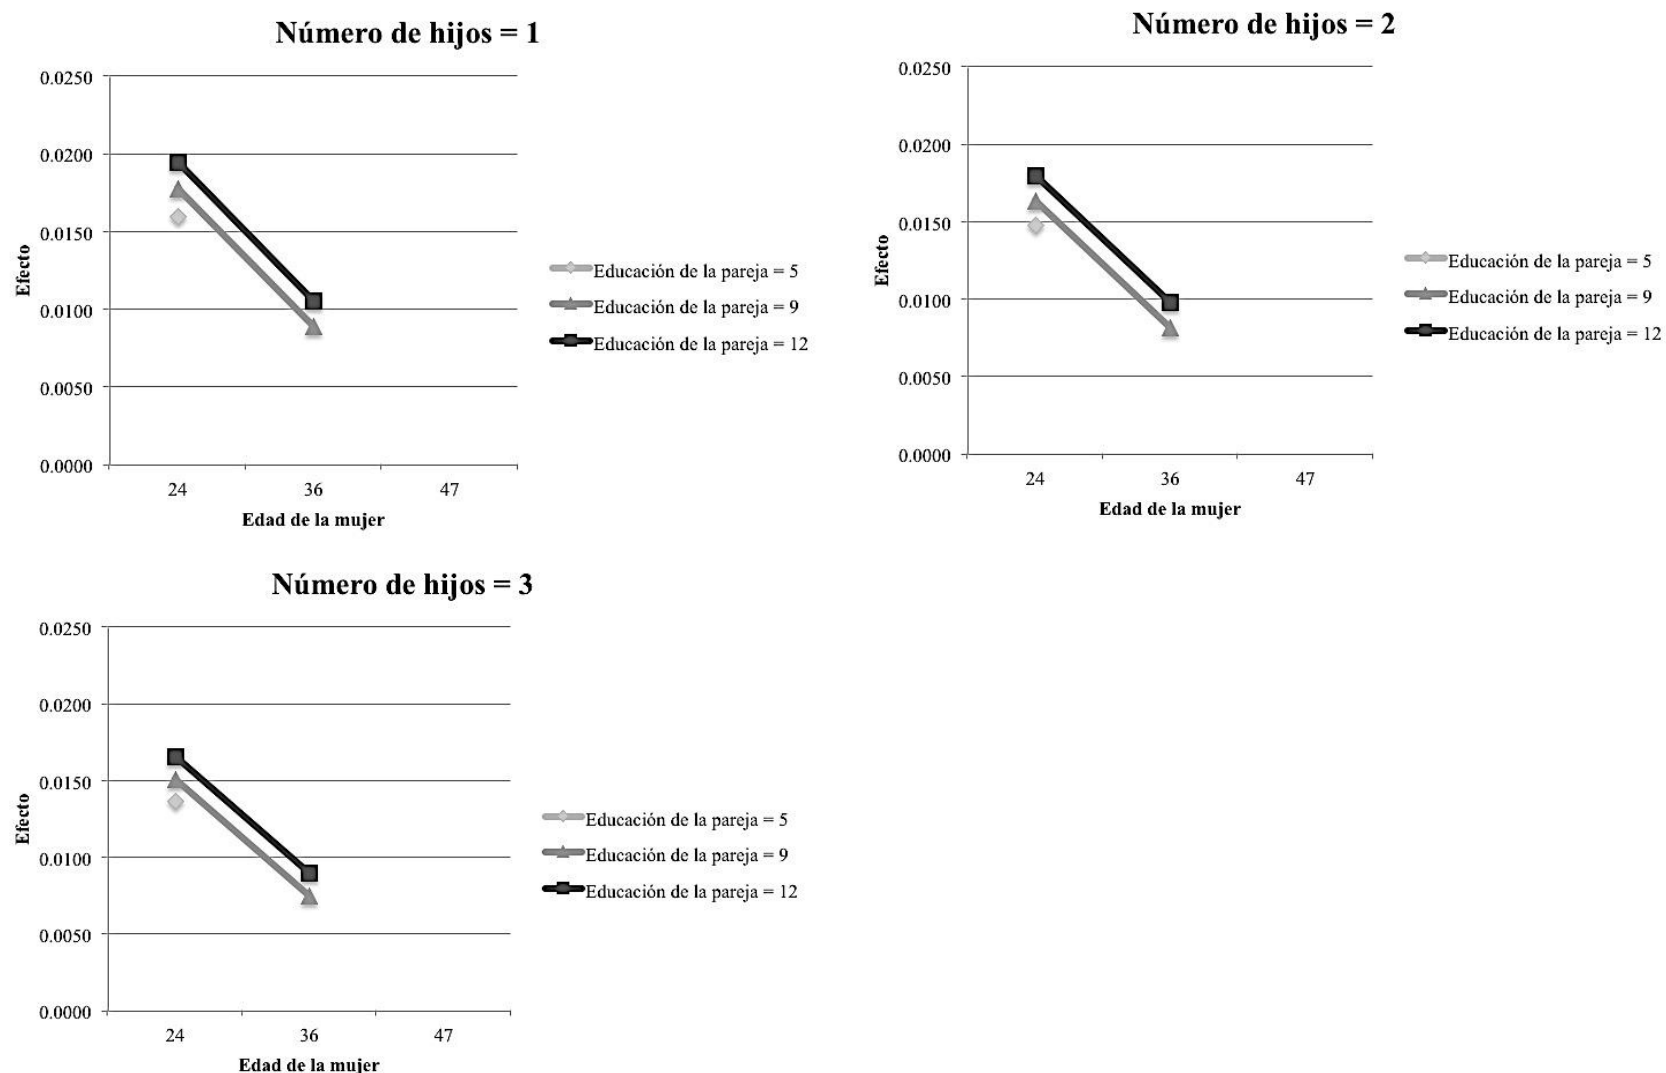 Número de hijos = 1
0.0250
0.0200
0.0150
0.0100
0.0050
0.0000
Efecto
24 36 47
Edad de la mujer
Educación de la pareja = 5
Educación de la pareja = 9
Educación de la pareja = 12
Número de hijos = 2
0.0250
0.0200
0.0150
0.0100
0.0050
0.0000
Efecto
24 36 47
Edad de la mujer
Educación de la pareja = 5
Educación de la pareja = 9
Educación de la pareja = 12
Número de hijos = 3
0.0250
0.0200
0.0150
0.0100
0.0050
0.0000
Efecto
24 36 47
Edad de la mujer
Educación de la pareja = 5
Educación de la pareja = 9
Educación de la pareja = 12